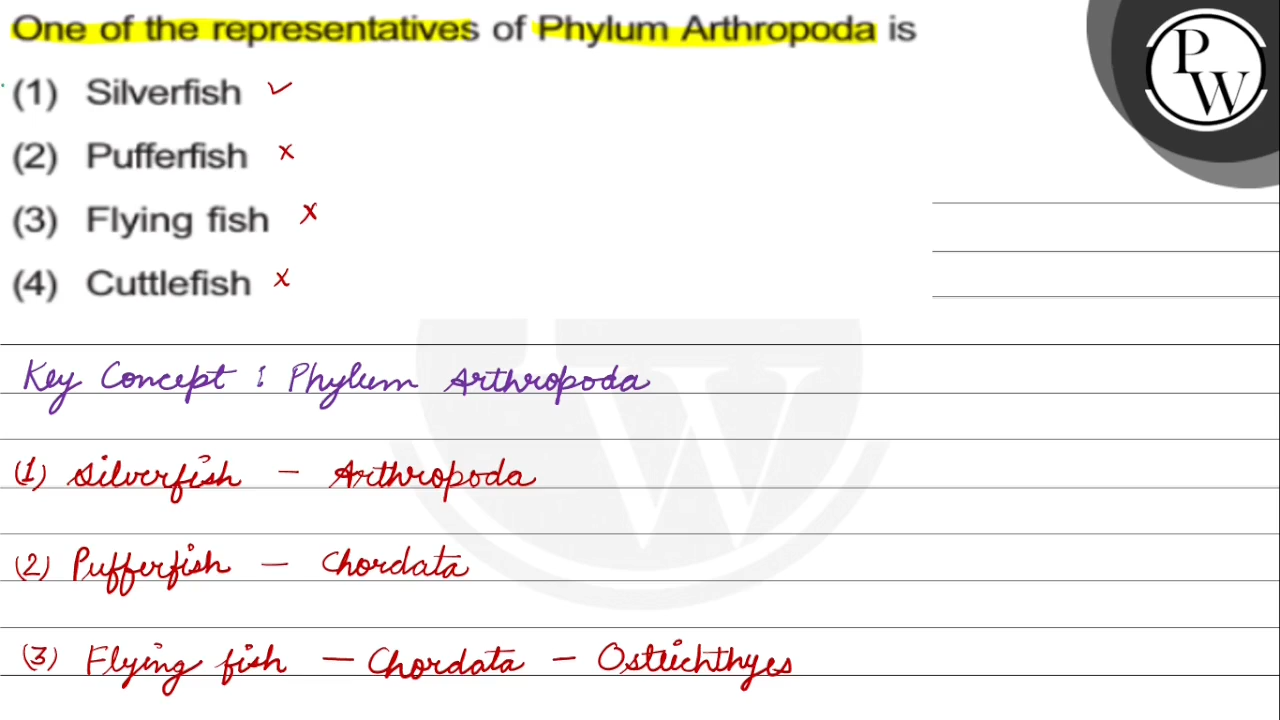 One of the representatives of Phylum Arthropoda is
(1) Silverfish ✓
(2) Pufferfish x
(3) Flying fish x
(4) Cuttlefish x
PW
Key Concept : Phylum Arthropoda
(1) Silverfish - Arthropoda
(2) Pufferfish - Chordata
(3) Flying fish - Chordata - Osteichthyes